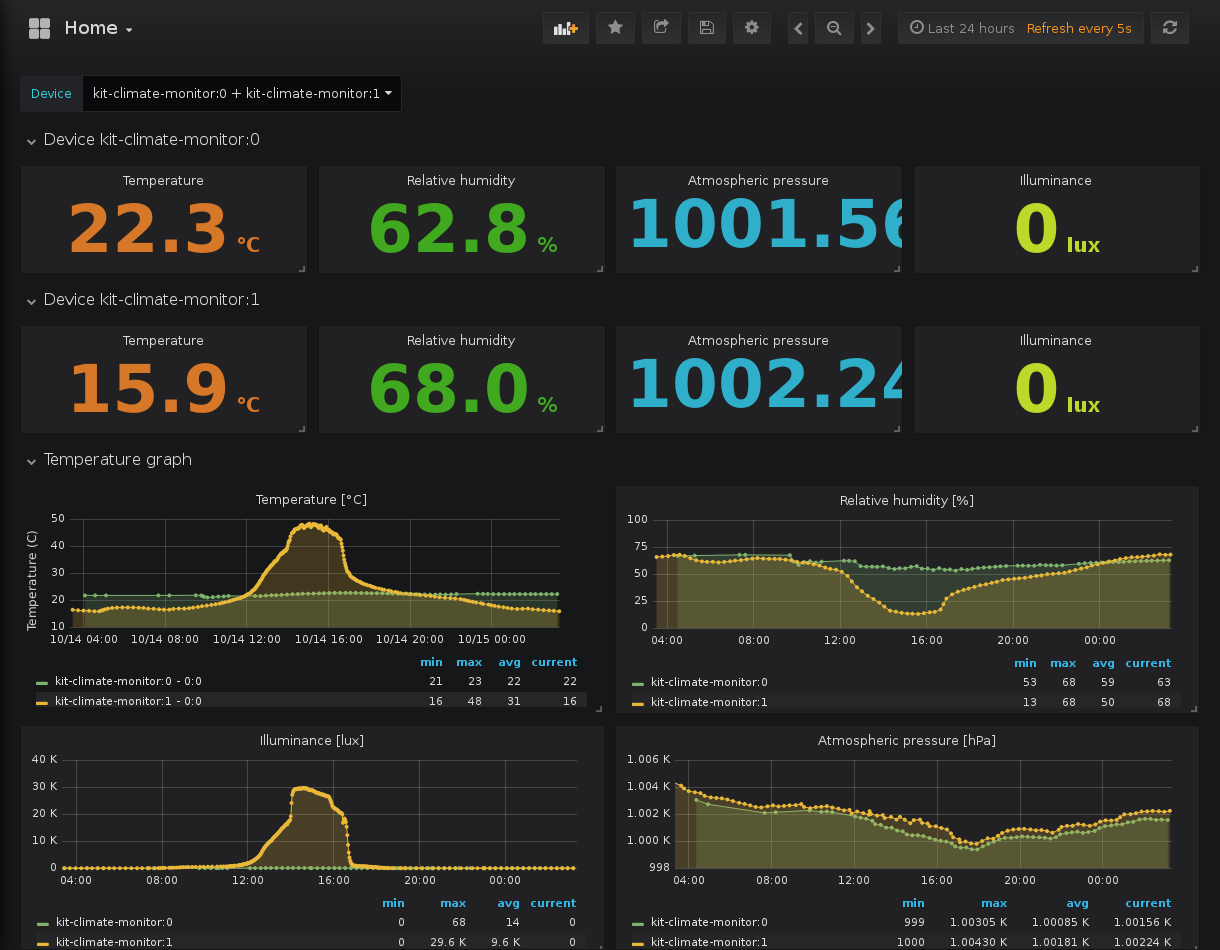 Home
Last 24 hours Refresh every 5s
Device kit-climate-monitor:0 + kit-climate-monitor:1
Device kit-climate-monitor:0
Temperature Relative humidity Atmospheric pressure Illuminance
22.3 °C 62.8 % 1001.56 0 lux
Device kit-climate-monitor:1
Temperature Relative humidity Atmospheric pressure Illuminance
15.9 °C 68.0 % 1002.24 0 lux
Temperature graph
Temperature [°C]
Temperature (C)
50
40
30
20
10
10/14 04:00 10/14 08:00 10/14 12:00 10/14 16:00 10/14 20:00 10/15 00:00
min max avg current
kit-climate-monitor:0 - 0:0 21 23 22 22
kit-climate-monitor:1 - 0:0 16 48 31 16
Relative humidity [%]
100
75
50
25
0
04:00 08:00 12:00 16:00 20:00 00:00
min max avg current
kit-climate-monitor:0 53 68 59 63
kit-climate-monitor:1 13 68 50 68
Illuminance [lux]
40 K
30 K
20 K
10 K
0
04:00 08:00 12:00 16:00 20:00 00:00
min max avg current
kit-climate-monitor:0 0 68 14 0
kit-climate-monitor:1 0 29.6 K 9.6 K 0
Atmospheric pressure [hPa]
1.006 K
1.004 K
1.002 K
1.000 K
998
04:00 08:00 12:00 16:00 20:00 00:00
min max avg current
kit-climate-monitor:0 999 1.00305 K 1.00085 K 1.00156 K
kit-climate-monitor:1 1000 1.00430 K 1.00181 K 1.00224 K